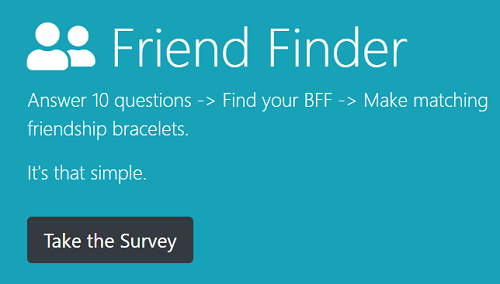 Friend Finder
Answer 10 questions -> Find your BFF -> Make matching
friendship bracelets.
It's that simple.
Take the Survey